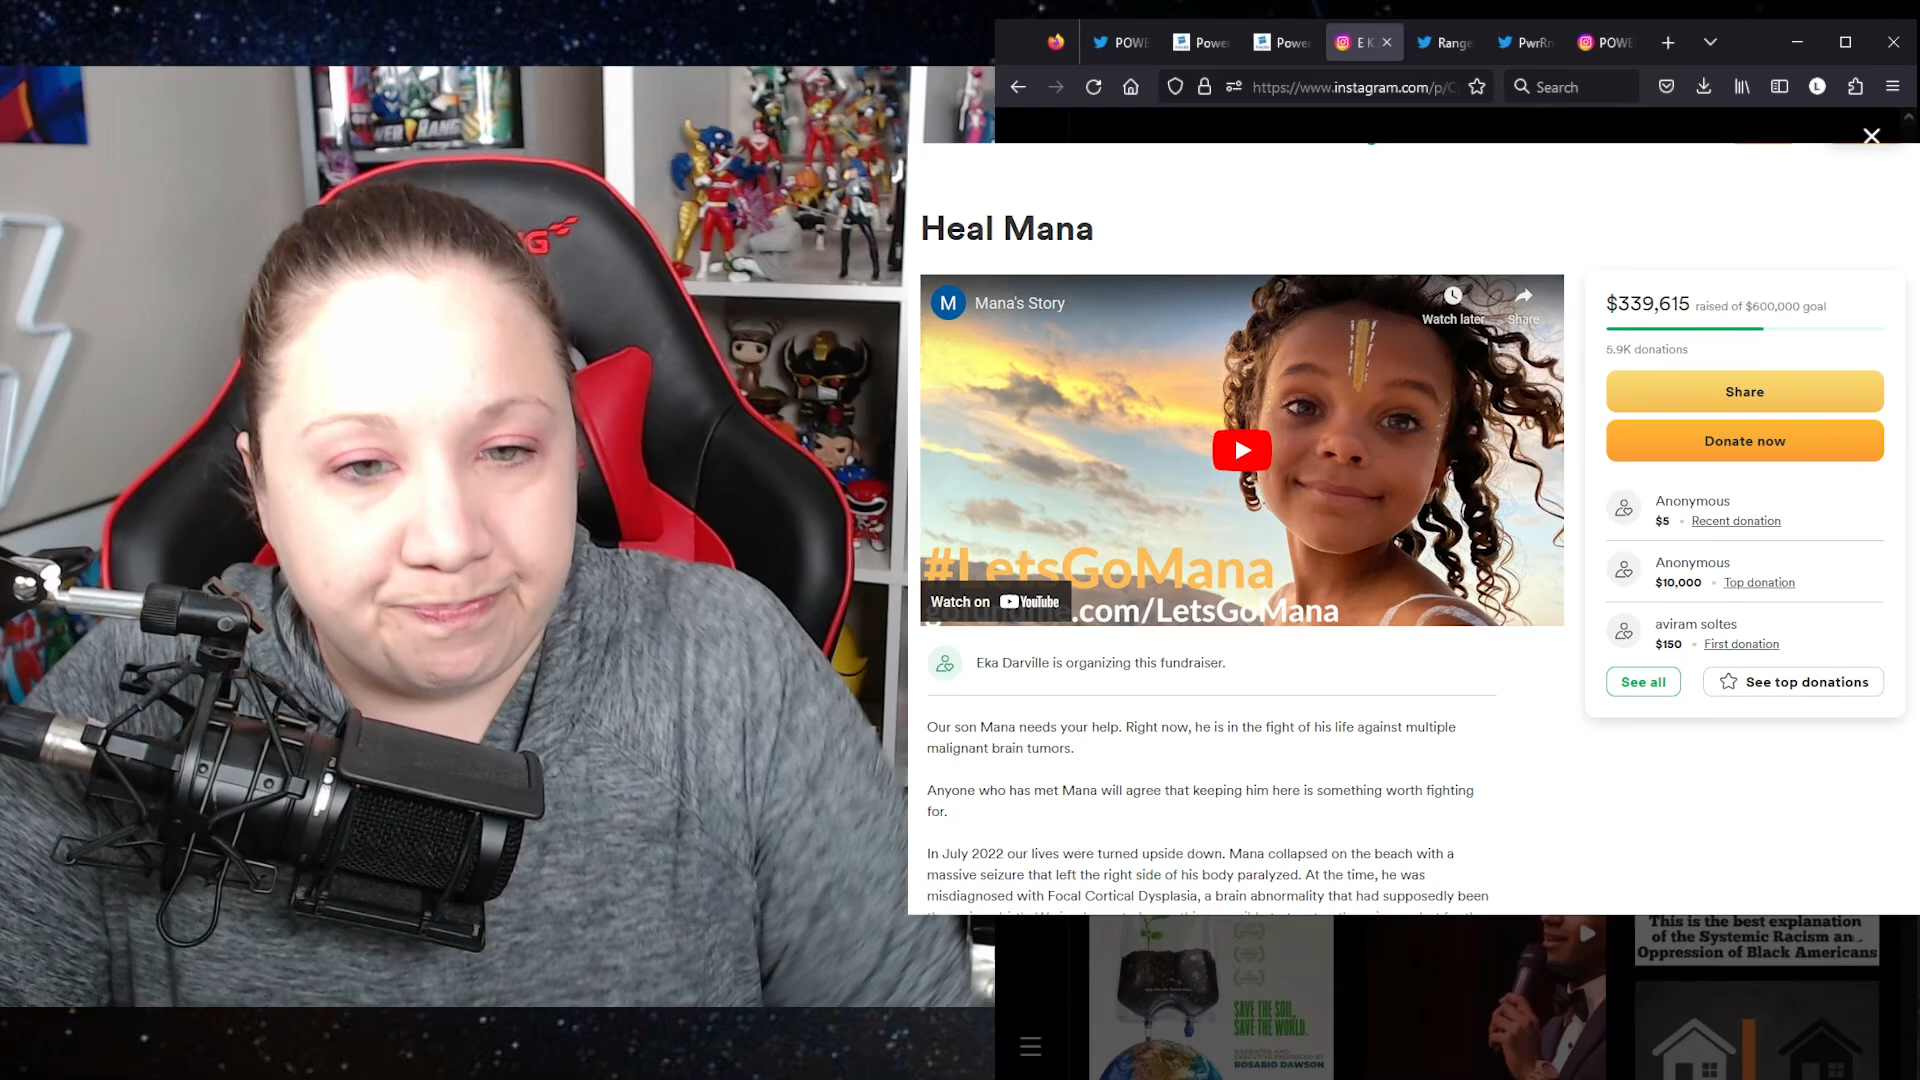 POWE
Powe
Power
E K
Range
PwrRn
POWE
https://www.instagram.com/p/C
Search
L
Heal Mana
M
Mana's Story
Watch later
Share
#LetsGoMana
Watch on YouTube
.com/LetsGoMana
$339,615 raised of $600,000 goal
5.9K donations
Share
Donate now
Anonymous
$5 • Recent donation
Anonymous
$10,000 • Top donation
aviram soltes
$150 • First donation
See all
See top donations
Eka Darville is organizing this fundraiser.
Our son Mana needs your help. Right now, he is in the fight of his life against multiple
malignant brain tumors.
Anyone who has met Mana will agree that keeping him here is something worth fighting
for.
In July 2022 our lives were turned upside down. Mana collapsed on the beach with a
massive seizure that left the right side of his body paralyzed. At the time, he was
misdiagnosed with Focal Cortical Dysplasia, a brain abnormality that had supposedly been
This is the best explanation
of the Systemic Racism an
Oppression of Black Americans
SAVE THE SOIL,
SAVE THE WORLD.
NARRATED AND
EXECUTIVE PRODUCED BY
ROSARIO DAWSON